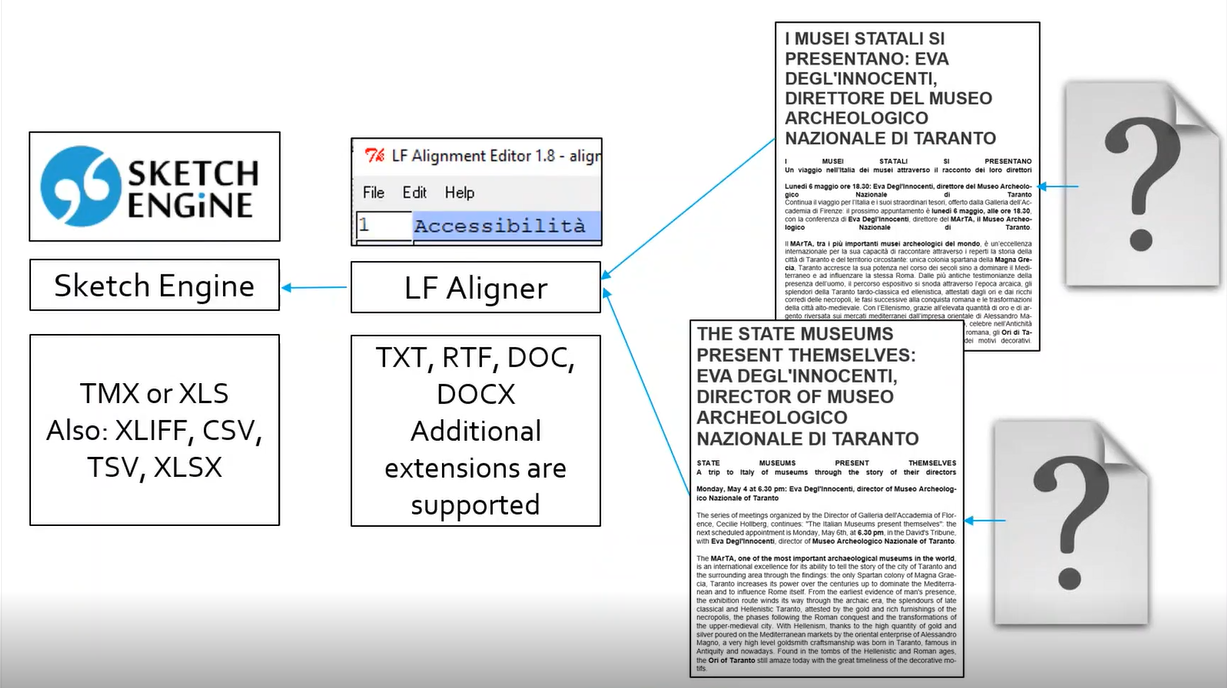 SKETCH
ENGINE
Sketch Engine
TMX or XLS
Also: XLIFF, CSV,
TSV, XLSX
LF Alignment Editor 1.8 - align
File Edit Help
1 Accessibilità
LF Aligner
TXT, RTF, DOC,
DOCX
Additional
extensions are
supported
I MUSEI STATALI SI
PRESENTANO: EVA
DEGL'INNOCENTI,
DIRETTORE DEL MUSEO
ARCHEOLOGICO
NAZIONALE DI TARANTO
I MUSEI STATALI SI PRESENTANO
Un viaggio nell'Italia dei musei attraverso il racconto dei loro direttori
Lunedì 6 maggio ore 18.30: Eva Degl'Innocenti, direttore del Museo Archeolo-
gico Nazionale di Taranto
Continua il viaggio per l'Italia e i suoi straordinari tesori, offerto dalla Galleria dell'Ac-
cademia di Firenze: il prossimo appuntamento è lunedì 6 maggio, alle ore 18.30,
con la conferenza di Eva Degl'Innocenti, direttore del MArTA, il Museo Archeo-
logico Nazionale di Taranto.
Il MArTA, tra i più importanti musei archeologici del mondo, è un'eccellenza
internazionale per la sua capacità di raccontare attraverso i reperti la storia della
città di Taranto e del territorio circostante: unica colonia spartana della Magna Gre-
cia, Taranto accresce la sua potenza nel corso dei secoli sino a dominare il Medi-
terraneo e ad influenzare la stessa Roma. Dalle più antiche testimonianze della
presenza dell'uomo, il percorso espositivo si snoda attraverso l'epoca arcaica, gli
splendori della Taranto tardo-classica ed ellenistica, attestati dagli ori e dai ricchi
corredi delle necropoli, le fasi successive alla conquista romana e le trasformazioni
della città alto-medievale. Con l'Ellenismo, grazie all'elevata quantità di oro e di ar-
gento riversata sui mercati mediterranei dall'impresa orientale di Alessandro Ma-
, celebre nell'Antichità
romana, gli Ori di Ta-
dei motivi decorativi.
THE STATE MUSEUMS
PRESENT THEMSELVES:
EVA DEGL'INNOCENTI,
DIRECTOR OF MUSEO
ARCHEOLOGICO
NAZIONALE DI TARANTO
STATE MUSEUMS PRESENT THEMSELVES
A trip to Italy of museums through the story of their directors
Monday, May 4 at 6.30 pm: Eva Degl'Innocenti, director of Museo Archeolog-
ico Nazionale of Taranto
The series of meetings organized by the Director of Galleria dell'Accademia of Flor-
ence, Cecilie Hollberg, continues: "The Italian Museums present themselves": the
next scheduled appointment is Monday, May 6th, at 6.30 pm, in the David's Tribune,
with Eva Degl'Innocenti, director of Museo Archeologico Nazionale of Taranto.
The MArTA, one of the most important archaeological museums in the world,
is an international excellence for its ability to tell the story of the city of Taranto and
the surrounding area through the findings: the only Spartan colony of Magna Grae-
cia, Taranto increases its power over the centuries up to dominate the Mediterra-
nean and to influence Rome itself. From the earliest evidence of man's presence,
the exhibition route winds its way through the archaic era, the splendours of late
classical and Hellenistic Taranto, attested by the gold and rich furnishings of the
necropolis, the phases following the Roman conquest and the transformations of
the upper-medieval city. With Hellenism, thanks to the high quantity of gold and
silver poured on the Mediterranean markets by the oriental enterprise of Alessandro
Magno, a very high level goldsmith craftsmanship was born in Taranto, famous in
Antiquity and nowadays. Found in the tombs of the Hellenistic and Roman ages,
the Ori of Taranto still amaze today with the great timeliness of the decorative mo-
tifs.
?
?